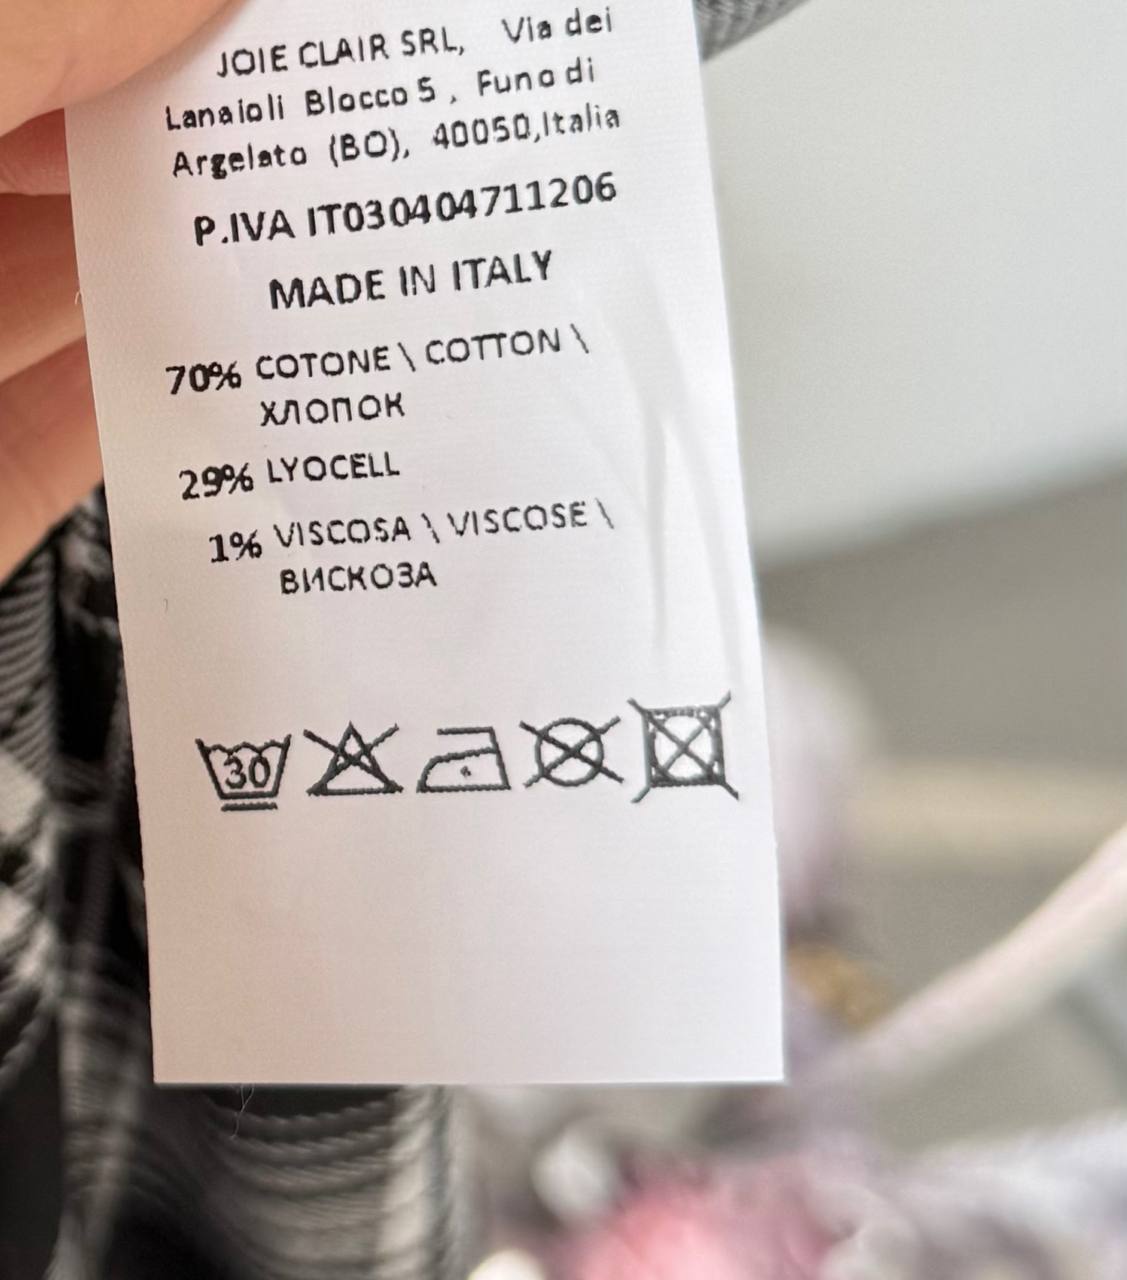 JOIE CLAIR SRL, Via dei
Lanaioli Blocco 5 , Funo di
Argelato (BO), 40050,Italia
P.IVA IT030404711206
MADE IN ITALY
70% COTONE \ COTTON \
ХЛОПОК
29% LYOCELL
1% VISCOSA \ VISCOSE \
ВИСКОЗА
30